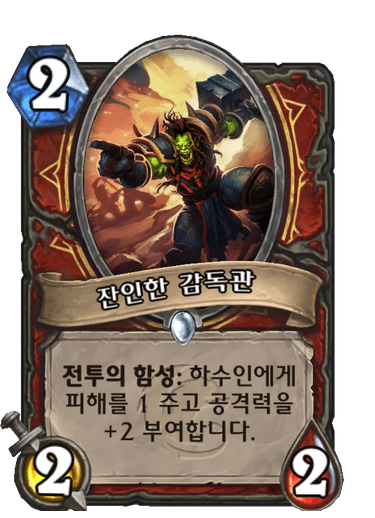 2
잔인한 감독관
전투의 함성: 하수인에게
피해를 1 주고 공격력을
+2 부여합니다.
2
2